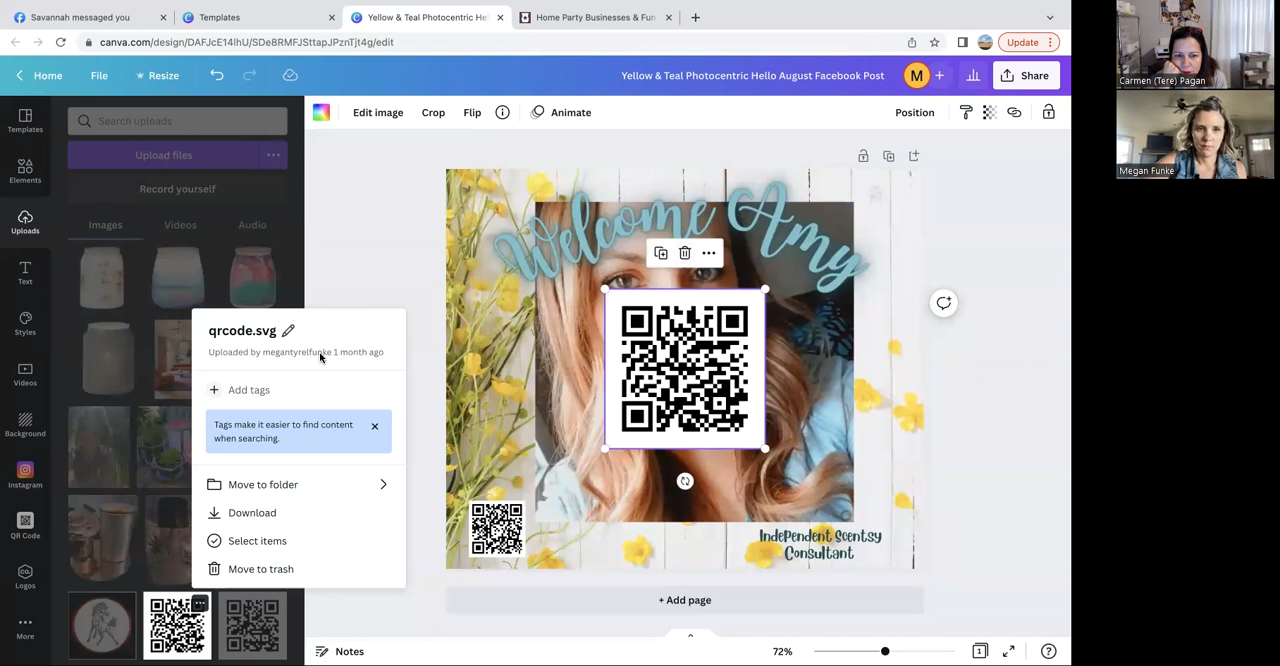 Savannah messaged you
Templates
Yellow & Teal Photocentric Hel
Home Party Businesses & Fun
canva.com/design/DAFJcE14lhU/SDe8RMFJSttapJPznTjt4g/edit
Update
Home
File
Resize
Yellow & Teal Photocentric Hello August Facebook Post
M
Share
Templates
Elements
Uploads
Text
Styles
Videos
Background
Instagram
QR Code
Logos
More
Search uploads
Upload files
Record yourself
Images
Videos
Audio
qrcode.svg
Uploaded by megantyrelfunke 1 month ago
Add tags
Tags make it easier to find content
when searching.
Move to folder
Download
Select items
Move to trash
Edit image
Crop
Flip
Animate
Position
Welcome Amy
Independent Scentsy
Consultant
+ Add page
Notes
72%
1
Carmen (Tere) Pagan
Megan Funke